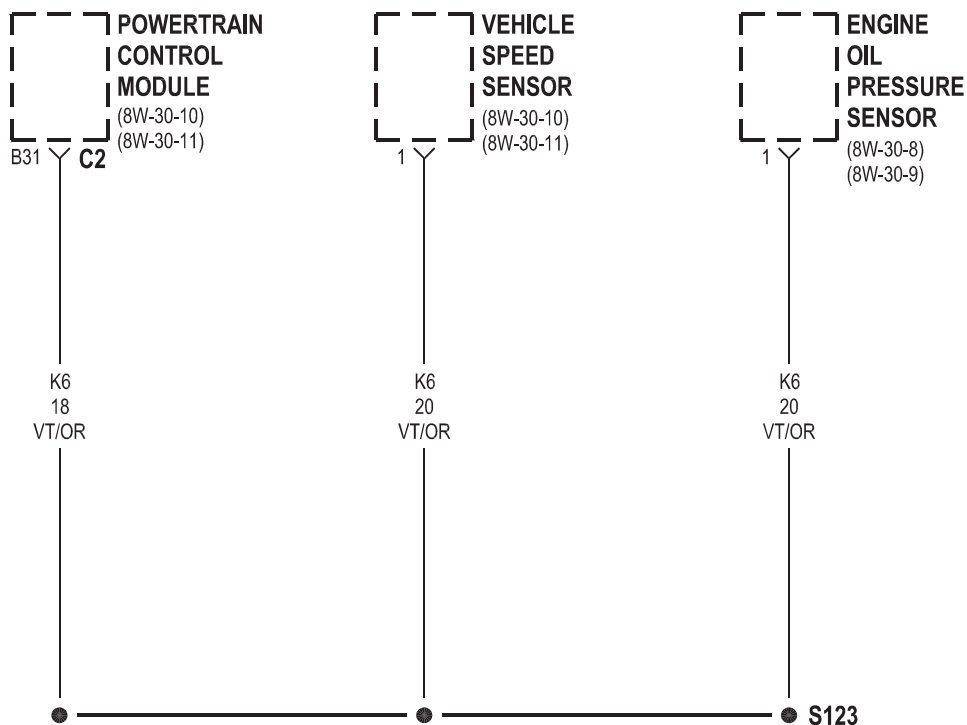 POWERTRAIN
CONTROL
MODULE
(8W-30-10)
(8W-30-11)
B31
C2
VEHICLE
SPEED
SENSOR
(8W-30-10)
(8W-30-11)
1
ENGINE
OIL
PRESSURE
SENSOR
(8W-30-8)
(8W-30-9)
1
K6
18
VT/OR
K6
20
VT/OR
K6
20
VT/OR
S123